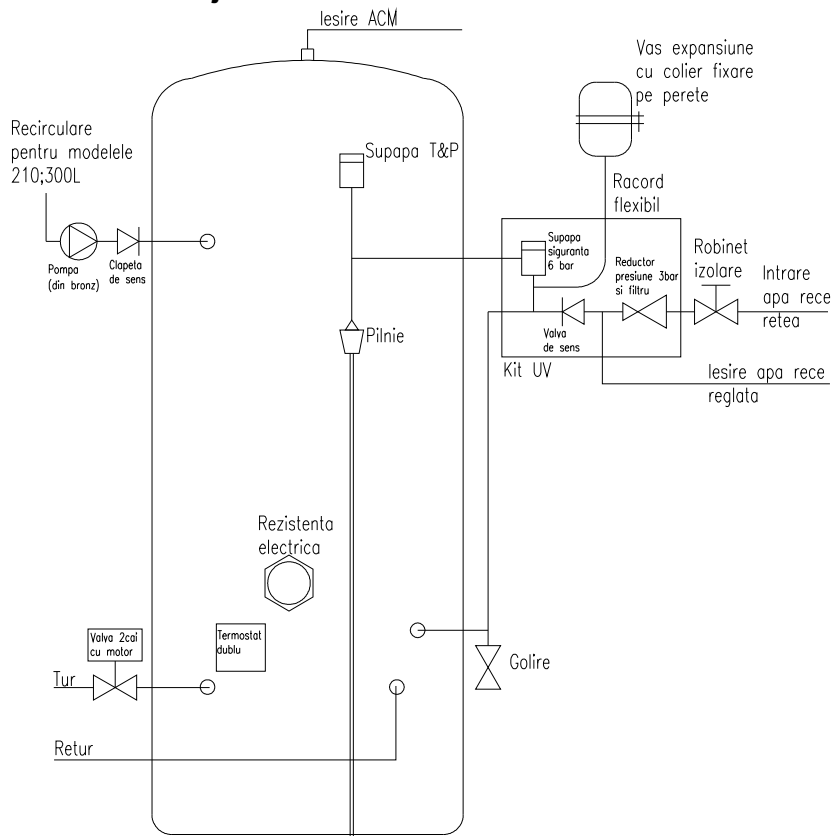 Iesire ACM
Vas expansiune
cu colier fixare
pe perete
Recirculare
pentru modelele
210;300L
Supapa T&P
Racord
flexibil
Pompa
(din bronz)
Clapeta
de sens
Supapa
siguranta
6 bar
Reductor
presiune 3bar
si filtru
Robinet
izolare
Intrare
apa rece
retea
Pilnie
Valva
de sens
Kit UV
Iesire apa rece
reglata
Rezistenta
electrica
Valva 2cai
cu motor
Termostat
dublu
Golire
Tur
Retur